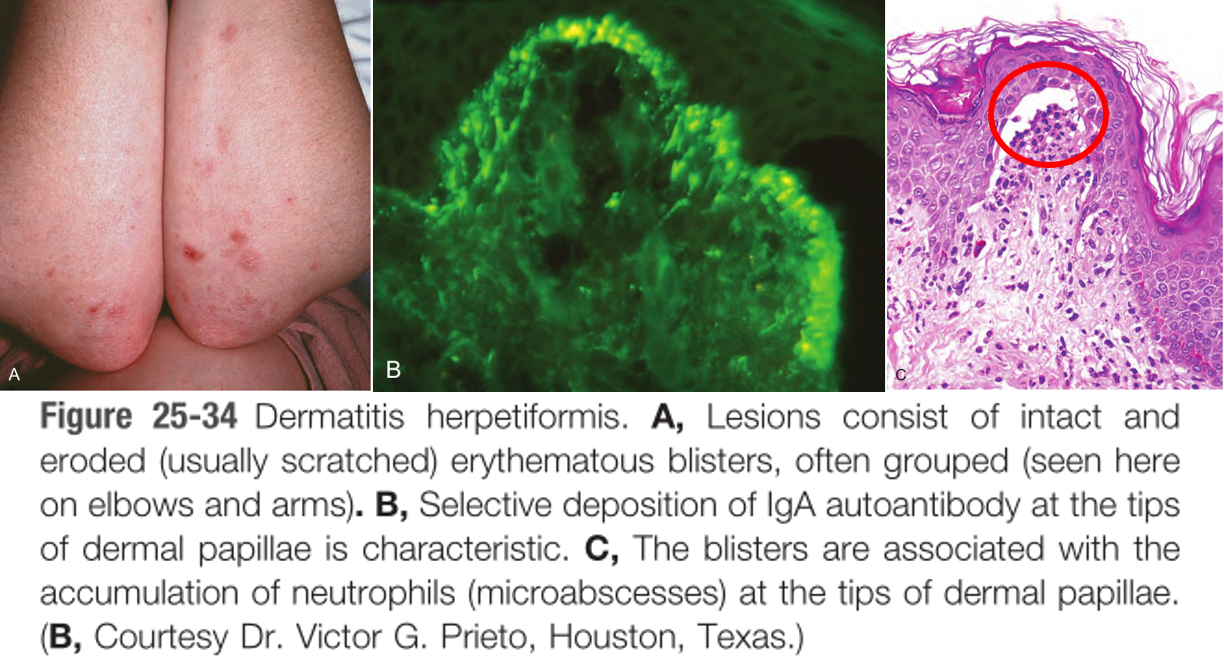 A
B
C
Figure 25-34 Dermatitis herpetiformis. A, Lesions consist of intact and
eroded (usually scratched) erythematous blisters, often grouped (seen here
on elbows and arms). B, Selective deposition of IgA autoantibody at the tips
of dermal papillae is characteristic. C, The blisters are associated with the
accumulation of neutrophils (microabscesses) at the tips of dermal papillae.
(B, Courtesy Dr. Victor G. Prieto, Houston, Texas.)